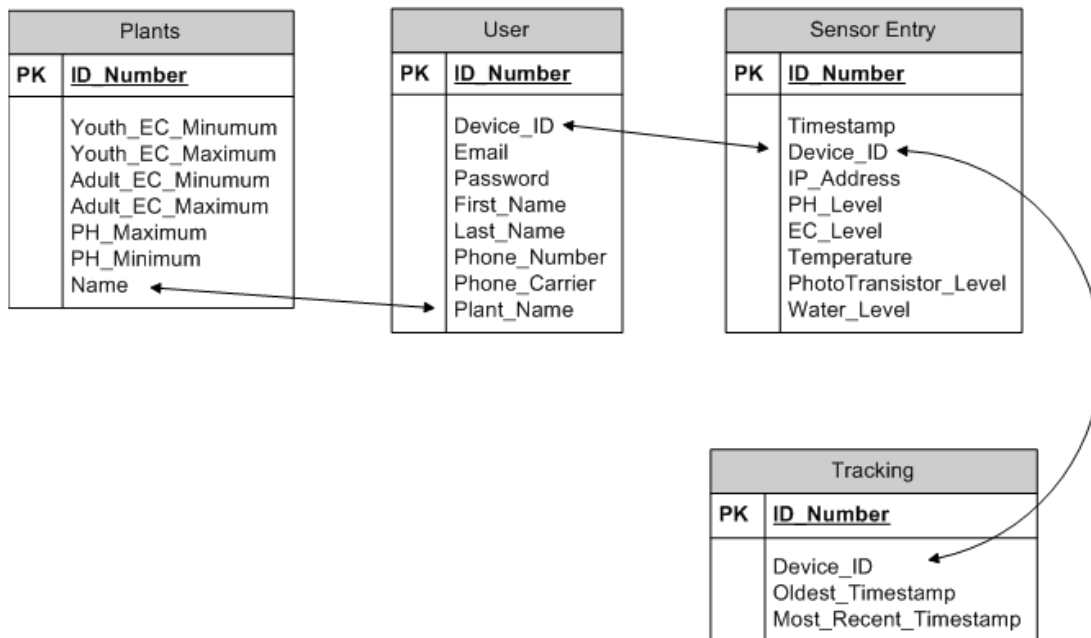 Plants
PK ID_Number
Youth_EC_Minumum
Youth_EC_Maximum
Adult_EC_Minumum
Adult_EC_Maximum
PH_Maximum
PH_Minimum
Name
User
PK ID_Number
Device_ID
Email
Password
First_Name
Last_Name
Phone_Number
Phone_Carrier
Plant_Name
Sensor Entry
PK ID_Number
Timestamp
Device_ID
IP_Address
PH_Level
EC_Level
Temperature
PhotoTransistor_Level
Water_Level
Tracking
PK ID_Number
Device_ID
Oldest_Timestamp
Most_Recent_Timestamp